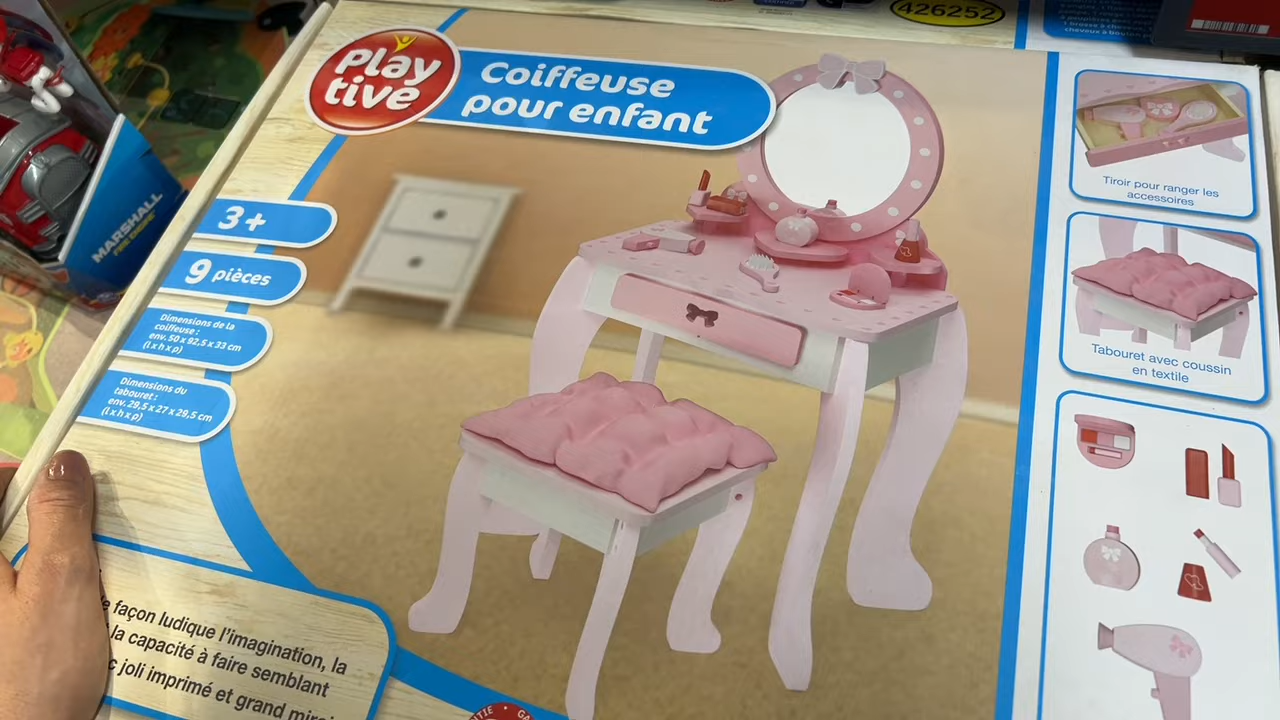 426252
Play
tive
Coiffeuse
pour enfant
3+
9 pièces
Dimensions de la
coiffeuse :
env. 50 x 92,5 x 33 cm
(l x h x p)
Dimensions du
tabouret :
env. 29,5 x 27 x 29,5 cm
(l x h x p)
façon ludique l'imagination, la
la capacité à faire semblant
joli imprimé et grand
MARSHALL
Tiroir pour ranger les
accessoires
Tabouret avec coussin
en textile